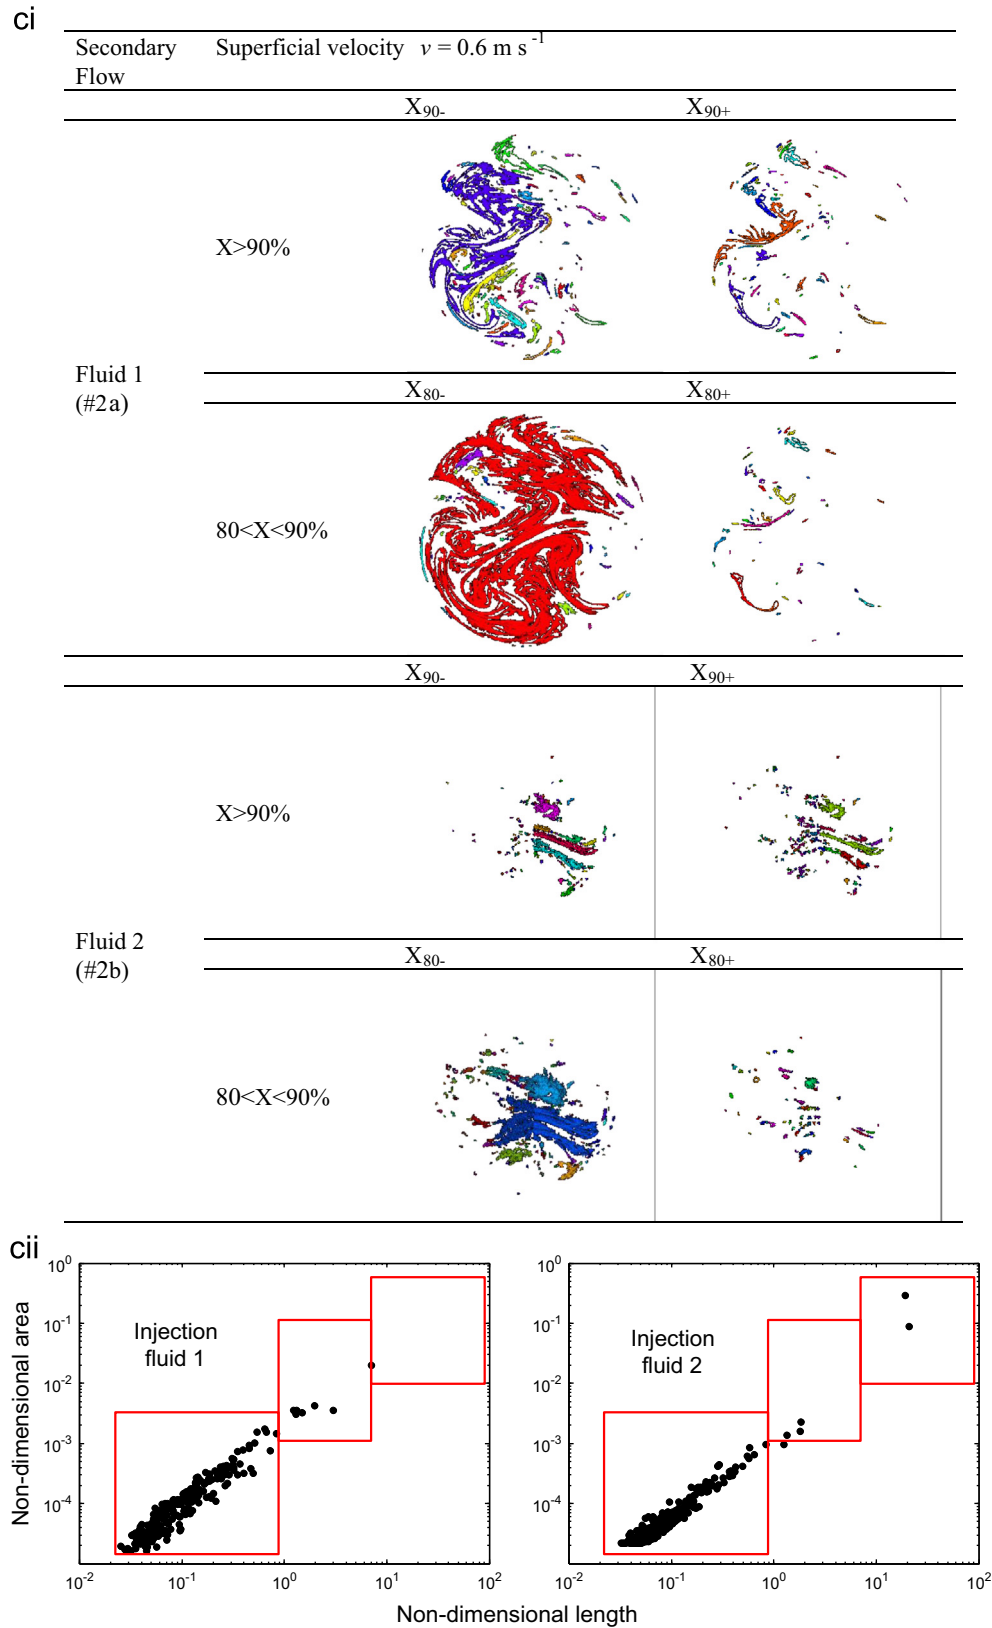 ci
Secondary Flow
Superficial velocity v = 0.6 m s-1
X90- X90+
X>90%
Fluid 1
(#2a)
X80- X80+
80<X<90%
X90- X90+
X>90%
Fluid 2
(#2b)
X80- X80+
80<X<90%
cii
Non-dimensional area
10^0
10^-1
10^-2
10^-3
10^-4
Injection
fluid 1
10^-2 10^-1 10^0 10^1 10^2
10^0
10^-1
10^-2
10^-3
10^-4
Injection
fluid 2
10^-2 10^-1 10^0 10^1 10^2
Non-dimensional length